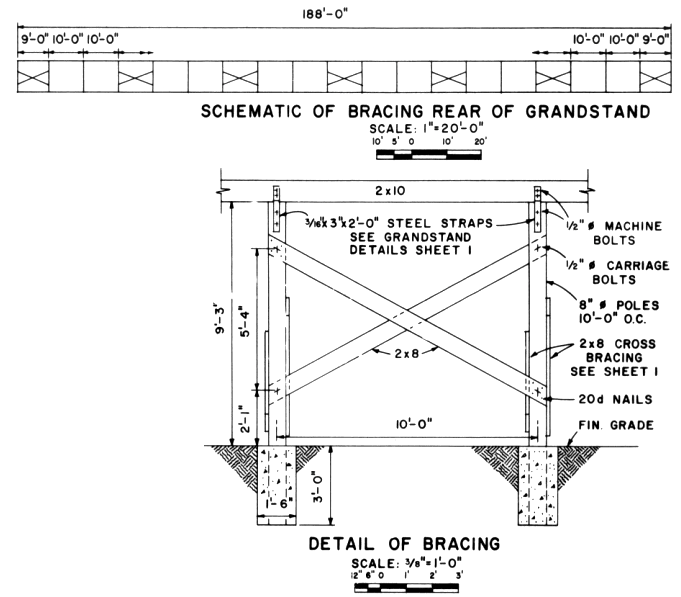 188'-0"
9'-0" 10'-0" 10'-0" 10'-0" 10'-0" 9'-0"
SCHEMATIC OF BRACING REAR OF GRANDSTAND
SCALE: 1"=20'-0"
10' 5' 0 10' 20'
2x10
3/16"x3"x2'-0" STEEL STRAPS
SEE GRANDSTAND
DETAILS SHEET 1
1/2" ø MACHINE
BOLTS
1/2" ø CARRIAGE
BOLTS
8" ø POLES
10'-0" O.C.
9'-3"
5'-4"
2x8
2x8 CROSS
BRACING
SEE SHEET 1
20d NAILS
2'-1"
10'-0"
FIN. GRADE
1'-6"
3'-0"
DETAIL OF BRACING
SCALE: 3/8"=1'-0"
12" 6" 0 1' 2' 3'